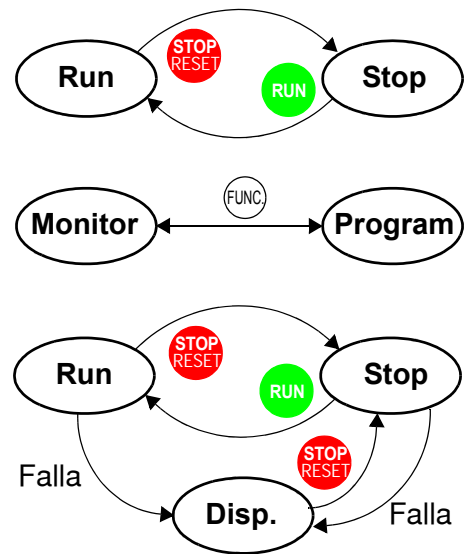 STOP
RESET
Run
Stop
RUN
FUNC.
Monitor
Program
STOP
RESET
Run
Stop
RUN
STOP
RESET
Falla
Falla
Disp.